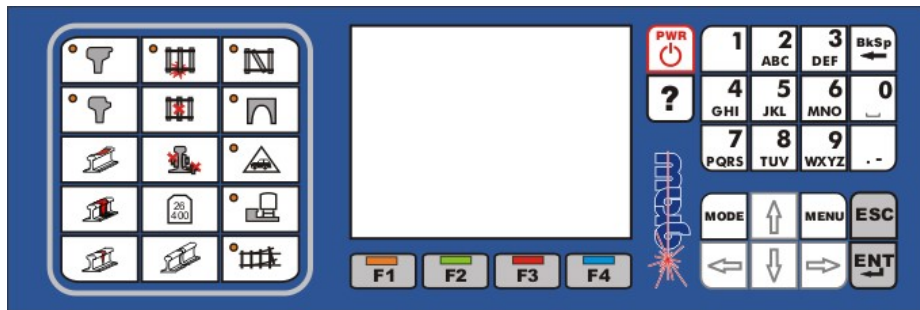 26
400
F1 F2 F3 F4
PWR
?
1 2 3 BkSp
ABC DEF
4 5 6 0
GHI JKL MNO
7 8 9 . -
PQRS TUV WXYZ
MODE MENU ESC
ENT